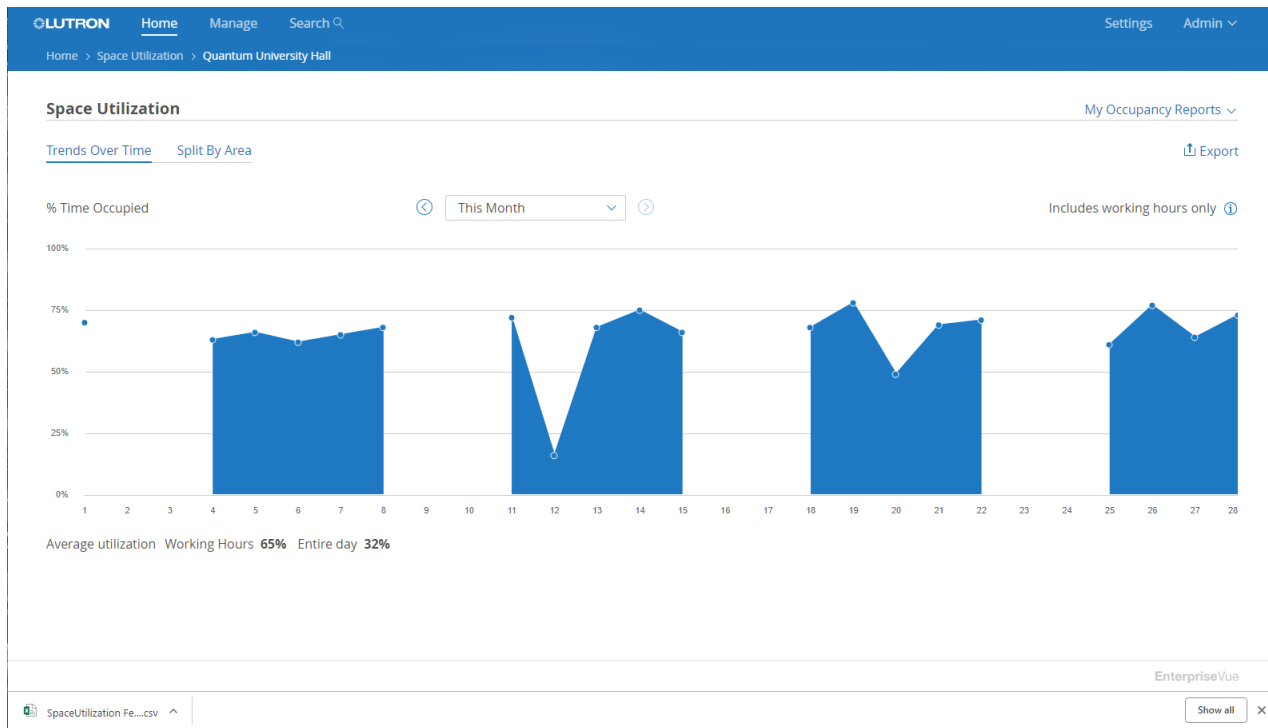 LUTRON Home Manage Search Settings Admin
Home > Space Utilization > Quantum University Hall
Space Utilization My Occupancy Reports
Trends Over Time Split By Area Export
% Time Occupied This Month Includes working hours only
100%
75%
50%
25%
0%
1 2 3 4 5 6 7 8 9 10 11 12 13 14 15 16 17 18 19 20 21 22 23 24 25 26 27 28
Average utilization Working Hours 65% Entire day 32%
EnterpriseVue
SpaceUtilization Fe....csv Show all